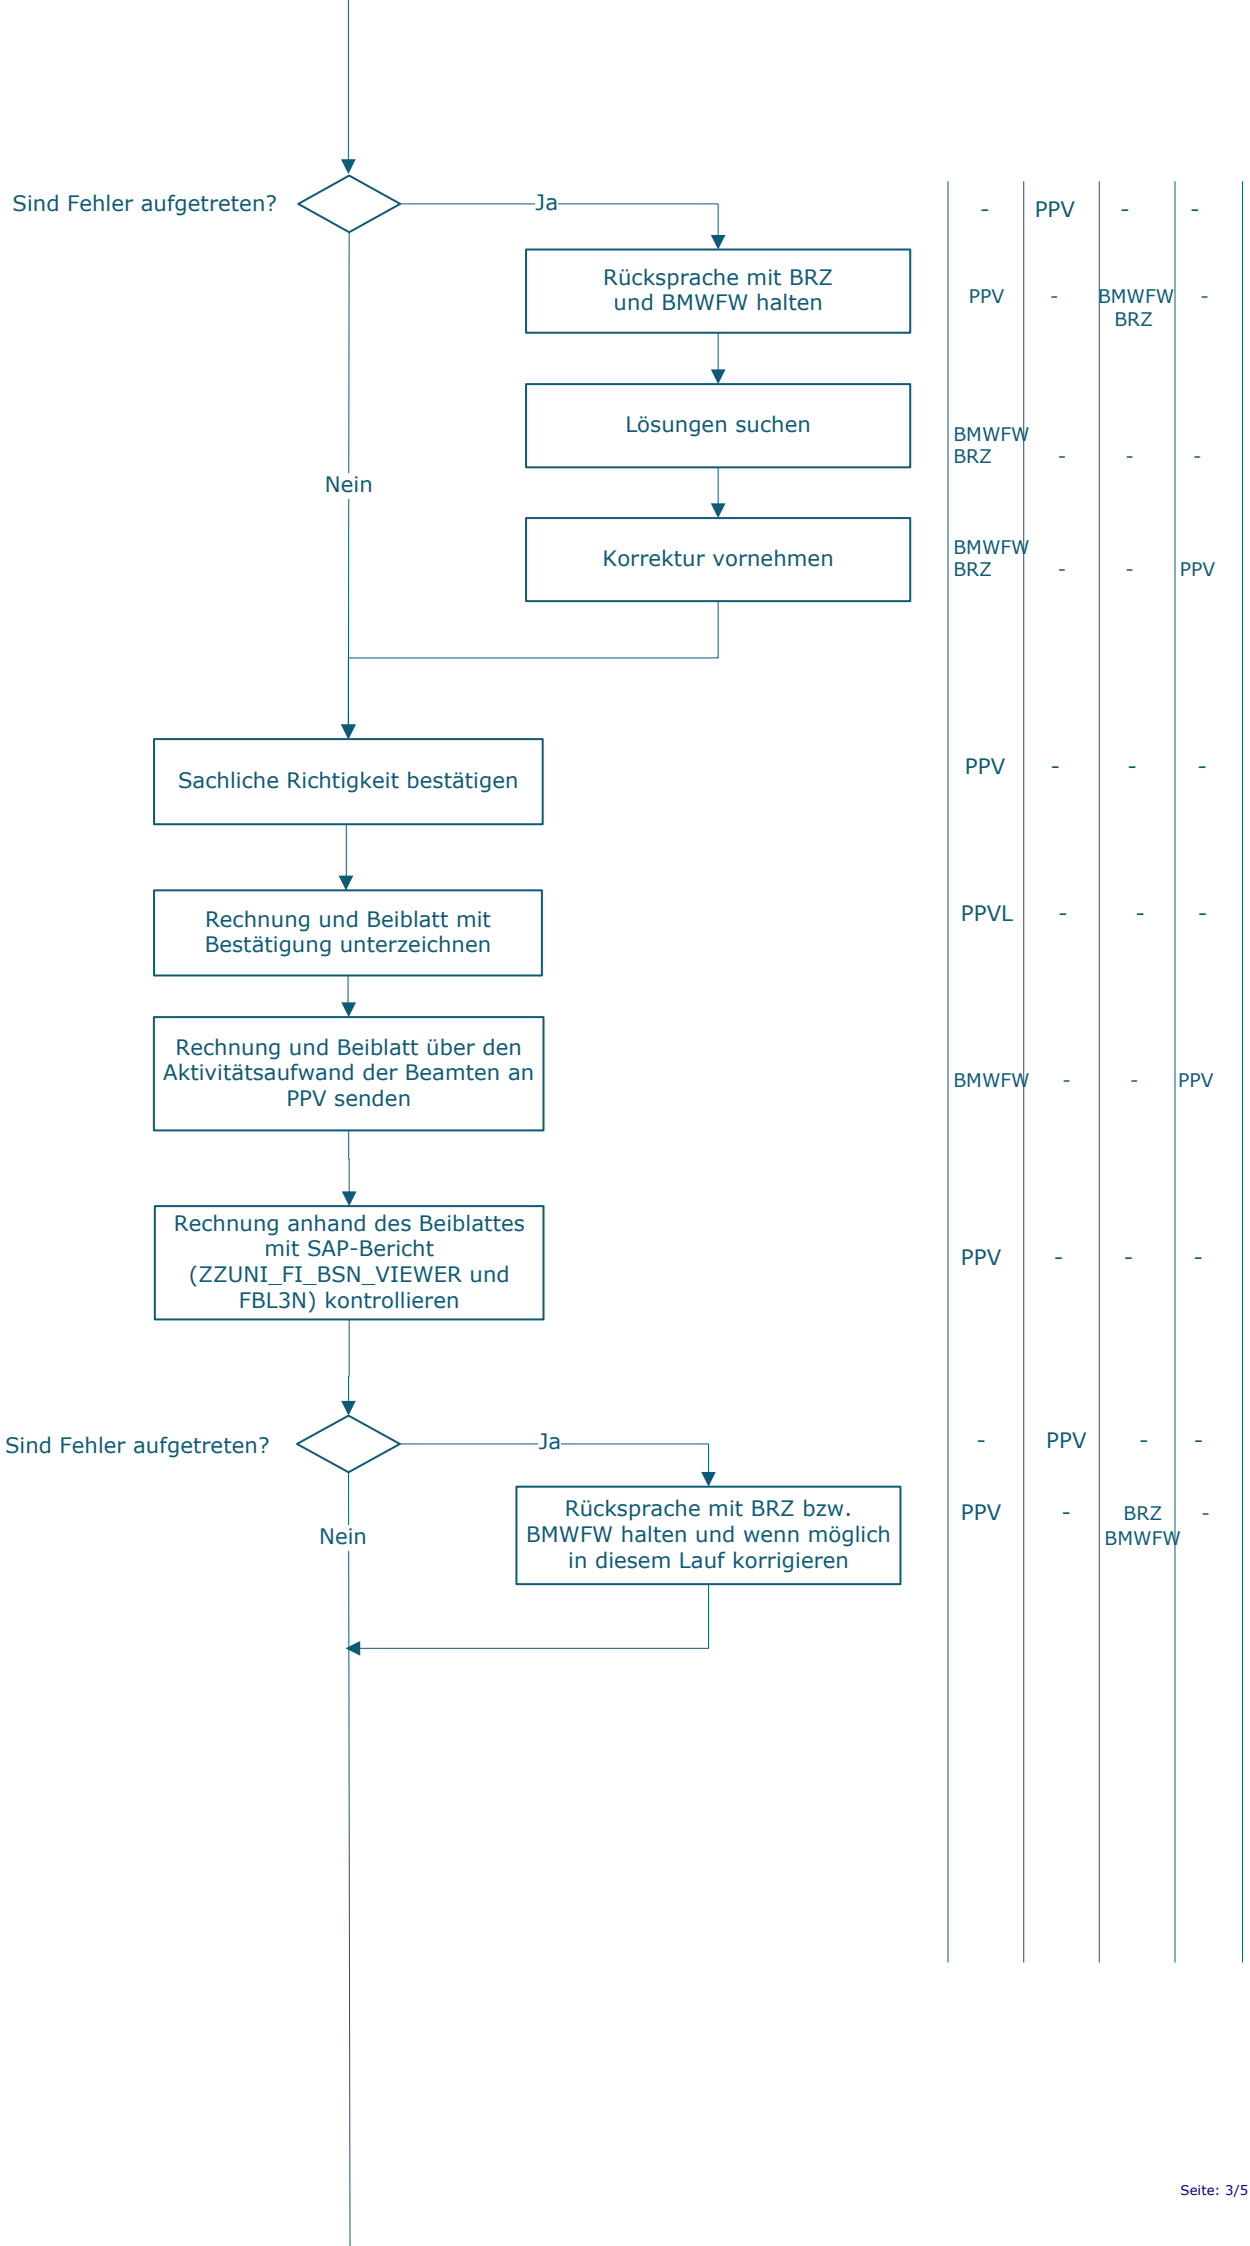 Sind Fehler aufgetreten?
Ja
- PPV - -
Rücksprache mit BRZ
und BMWFW halten
PPV - BMWFW -
BRZ
Lösungen suchen
BMWFW
BRZ - - -
Nein
Korrektur vornehmen
BMWFW
BRZ - - PPV
Sachliche Richtigkeit bestätigen
PPV - - -
Rechnung und Beiblatt mit
Bestätigung unterzeichnen
PPVL - - -
Rechnung und Beiblatt über den
Aktivitätsaufwand der Beamten an
PPV senden
BMWFW - - PPV
Rechnung anhand des Beiblattes
mit SAP-Bericht
(ZZUNI_FI_BSN_VIEWER und
FBL3N) kontrollieren
PPV - - -
Sind Fehler aufgetreten?
Ja
- PPV - -
Nein
Rücksprache mit BRZ bzw.
BMWFW halten und wenn möglich
in diesem Lauf korrigieren
PPV - BRZ -
BMWFW
Seite: 3/5